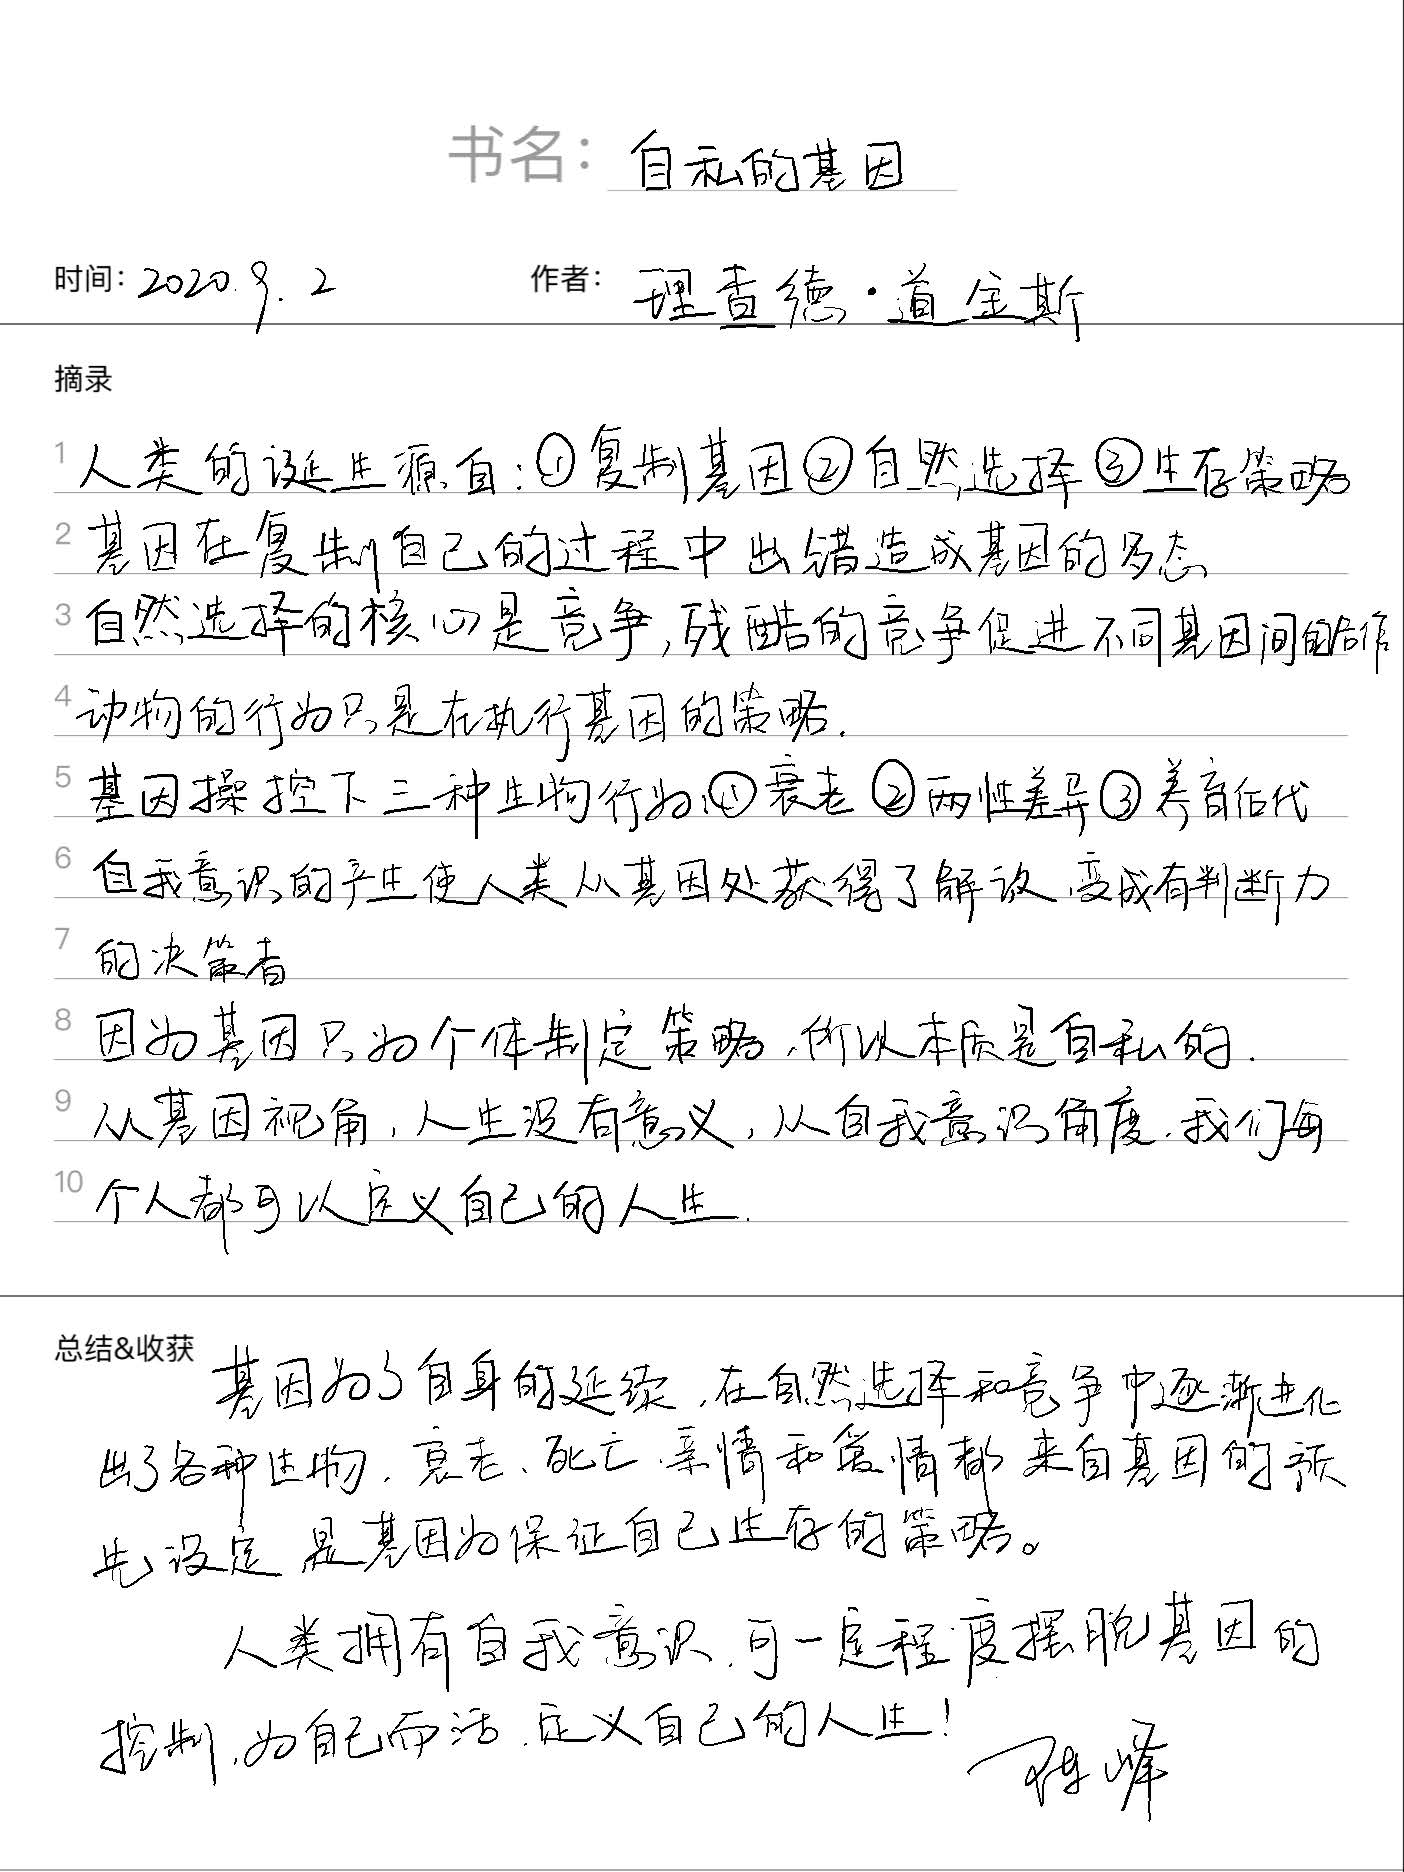 书名：自私的基因
时间：2020.9.2 作者：理查德·道金斯
摘录
1 人类的诞生源自：①复制基因②自然选择③生存策略
2 基因在复制自己的过程中出错造成基因的多态
3 自然选择的核心是竞争,残酷的竞争促进不同基因间的合作
4 动物的行为只是在执行基因的策略.
5 基因操控下三种生物行为:①衰老②两性差异③养育后代
6 自我意识的产生使人类从基因处获得了解放,变成有判断力
7 的决策者
8 因为基因只为个体制定策略,所以本质是自私的.
9 从基因视角,人生没有意义,从自我意识角度,我们每
10 个人都可以定义自己的人生.
总结&收获
基因为了自身的延续,在自然选择和竞争中逐渐进化
出了各种生物.衰老、死亡、亲情和爱情都来自基因的预
先设定 是基因为保证自己生存的策略。
人类拥有自我意识,可一定程度摆脱基因的
控制,为自己而活,定义自己的人生!
陈峰